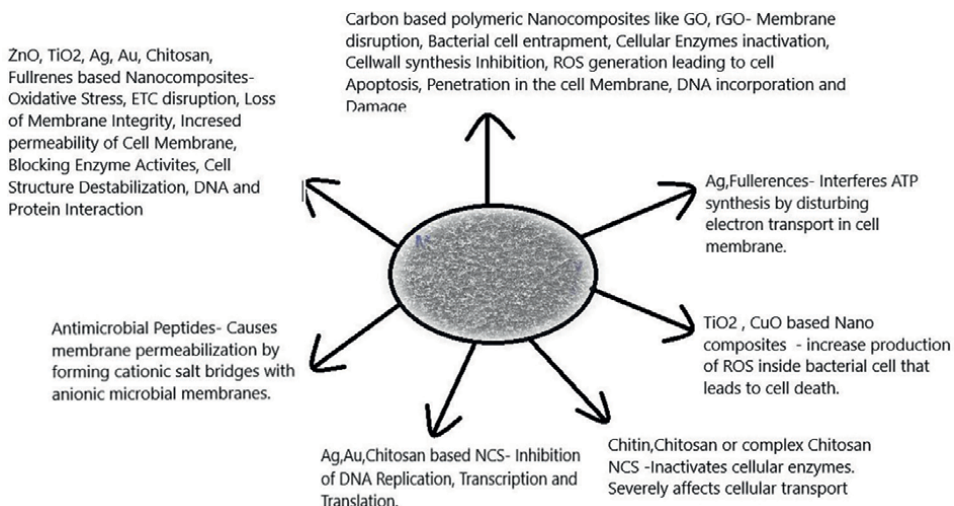 Carbon based polymeric Nanocomposites like GO, rGO- Membrane
disruption, Bacterial cell entrapment, Cellular Enzymes inactivation,
Cellwall synthesis Inhibition, ROS generation leading to cell
Apoptosis, Penetration in the cell Membrane, DNA incorporation and
Damage
ZnO, TiO2, Ag, Au, Chitosan,
Fullrenes based Nanocomposites-
Oxidative Stress, ETC disruption, Loss
of Membrane Integrity, Incresed
permeability of Cell Membrane,
Blocking Enzyme Activites, Cell
Structure Destabilization, DNA and
Protein Interaction
Ag,Fullerences- Interferes ATP
synthesis by disturbing
electron transport in cell
membrane.
Antimicrobial Peptides- Causes
membrane permeabilization by
forming cationic salt bridges with
anionic microbial membranes.
TiO2 , CuO based Nano
composites - increase production
of ROS inside bacterial cell that
leads to cell death.
Ag,Au,Chitosan based NCS- Inhibition
of DNA Replication, Transcription and
Translation.
Chitin,Chitosan or complex Chitosan
NCS -Inactivates cellular enzymes.
Severely affects cellular transport